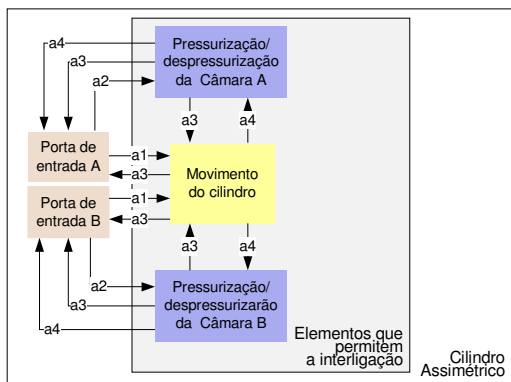 a4
a3
a2
Pressurização/
despressurização
da Câmara A
a3
a4
Porta de
entrada A
a1
a3
Movimento
do cilindro
Porta de
entrada B
a1
a3
a3
a4
a2
a3
a4
Pressurização/
despressurizarão
da Câmara B
Elementos que
permitem
a interligação
Cilindro
Assimétrico